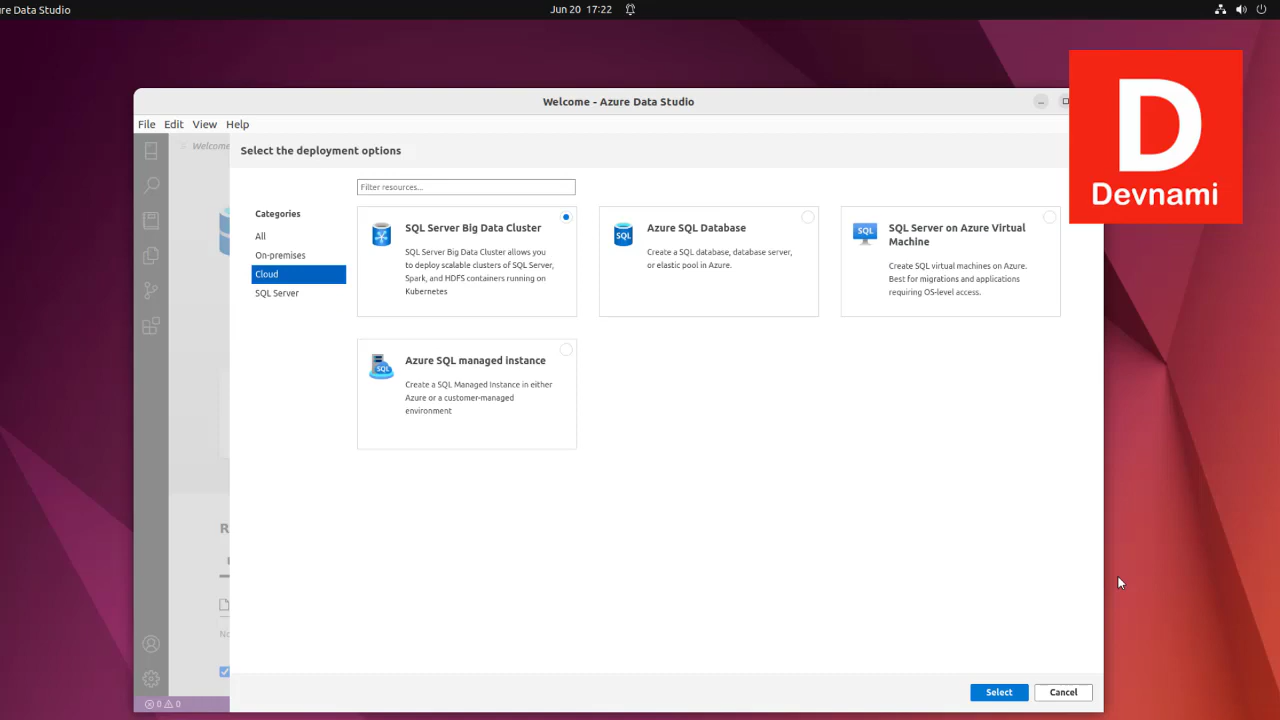 re Data Studio
Jun 20 17:22
D
Devnami
Welcome - Azure Data Studio
File Edit View Help
Welcome
Select the deployment options
Filter resources...
Categories
All
On-premises
Cloud
SQL Server
SQL Server Big Data Cluster
SQL Server Big Data Cluster allows you
to deploy scalable clusters of SQL Server,
Spark, and HDFS containers running on
Kubernetes
SQL
Azure SQL Database
Create a SQL database, database server,
or elastic pool in Azure.
SQL
SQL Server on Azure Virtual
Machine
Create SQL virtual machines on Azure.
Best for migrations and applications
requiring OS-level access.
SQL
Azure SQL managed instance
Create a SQL Managed Instance in either
Azure or a customer-managed
environment
R
No
0 0
Select
Cancel